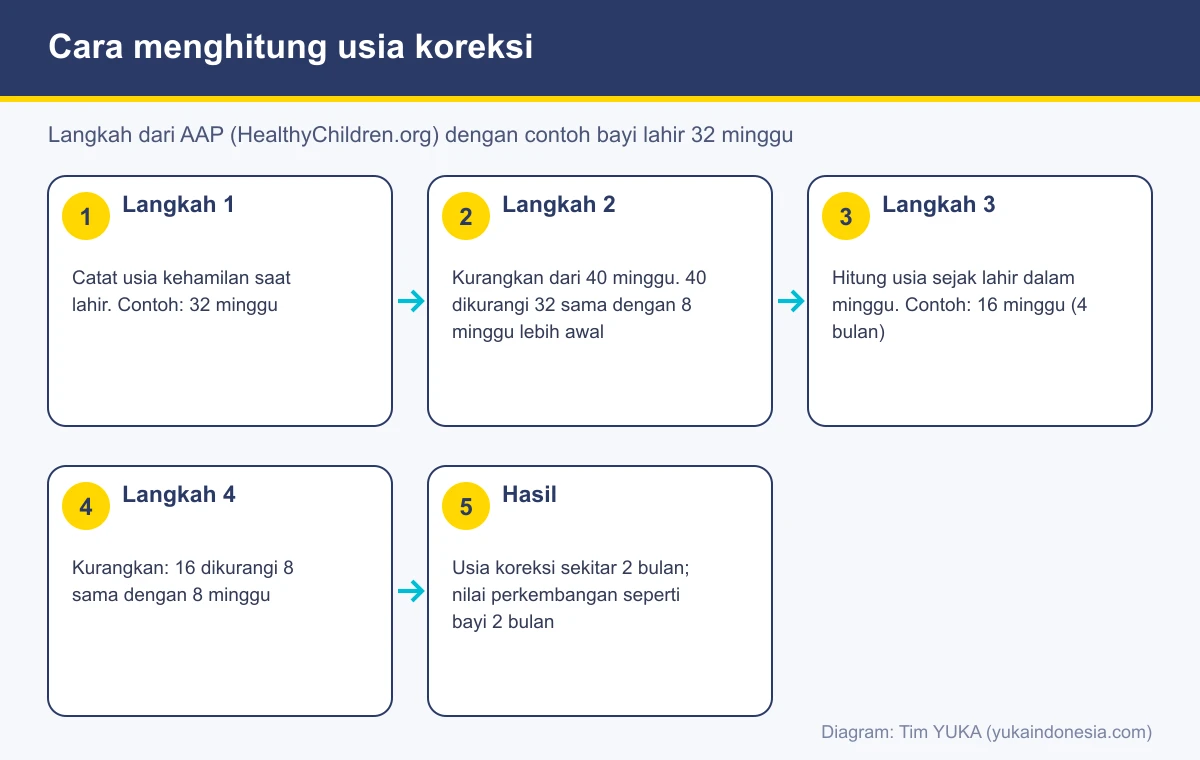 Cara menghitung usia koreksi
Langkah dari AAP (HealthyChildren.org) dengan contoh bayi lahir 32 minggu
1
Langkah 1
Catat usia kehamilan saat
lahir. Contoh: 32 minggu
2
Langkah 2
Kurangkan dari 40 minggu. 40
dikurangi 32 sama dengan 8
minggu lebih awal
3
Langkah 3
Hitung usia sejak lahir dalam
minggu. Contoh: 16 minggu (4
bulan)
4
Langkah 4
Kurangkan: 16 dikurangi 8
sama dengan 8 minggu
5
Hasil
Usia koreksi sekitar 2 bulan;
nilai perkembangan seperti
bayi 2 bulan
Diagram: Tim YUKA (yukaindonesia.com)